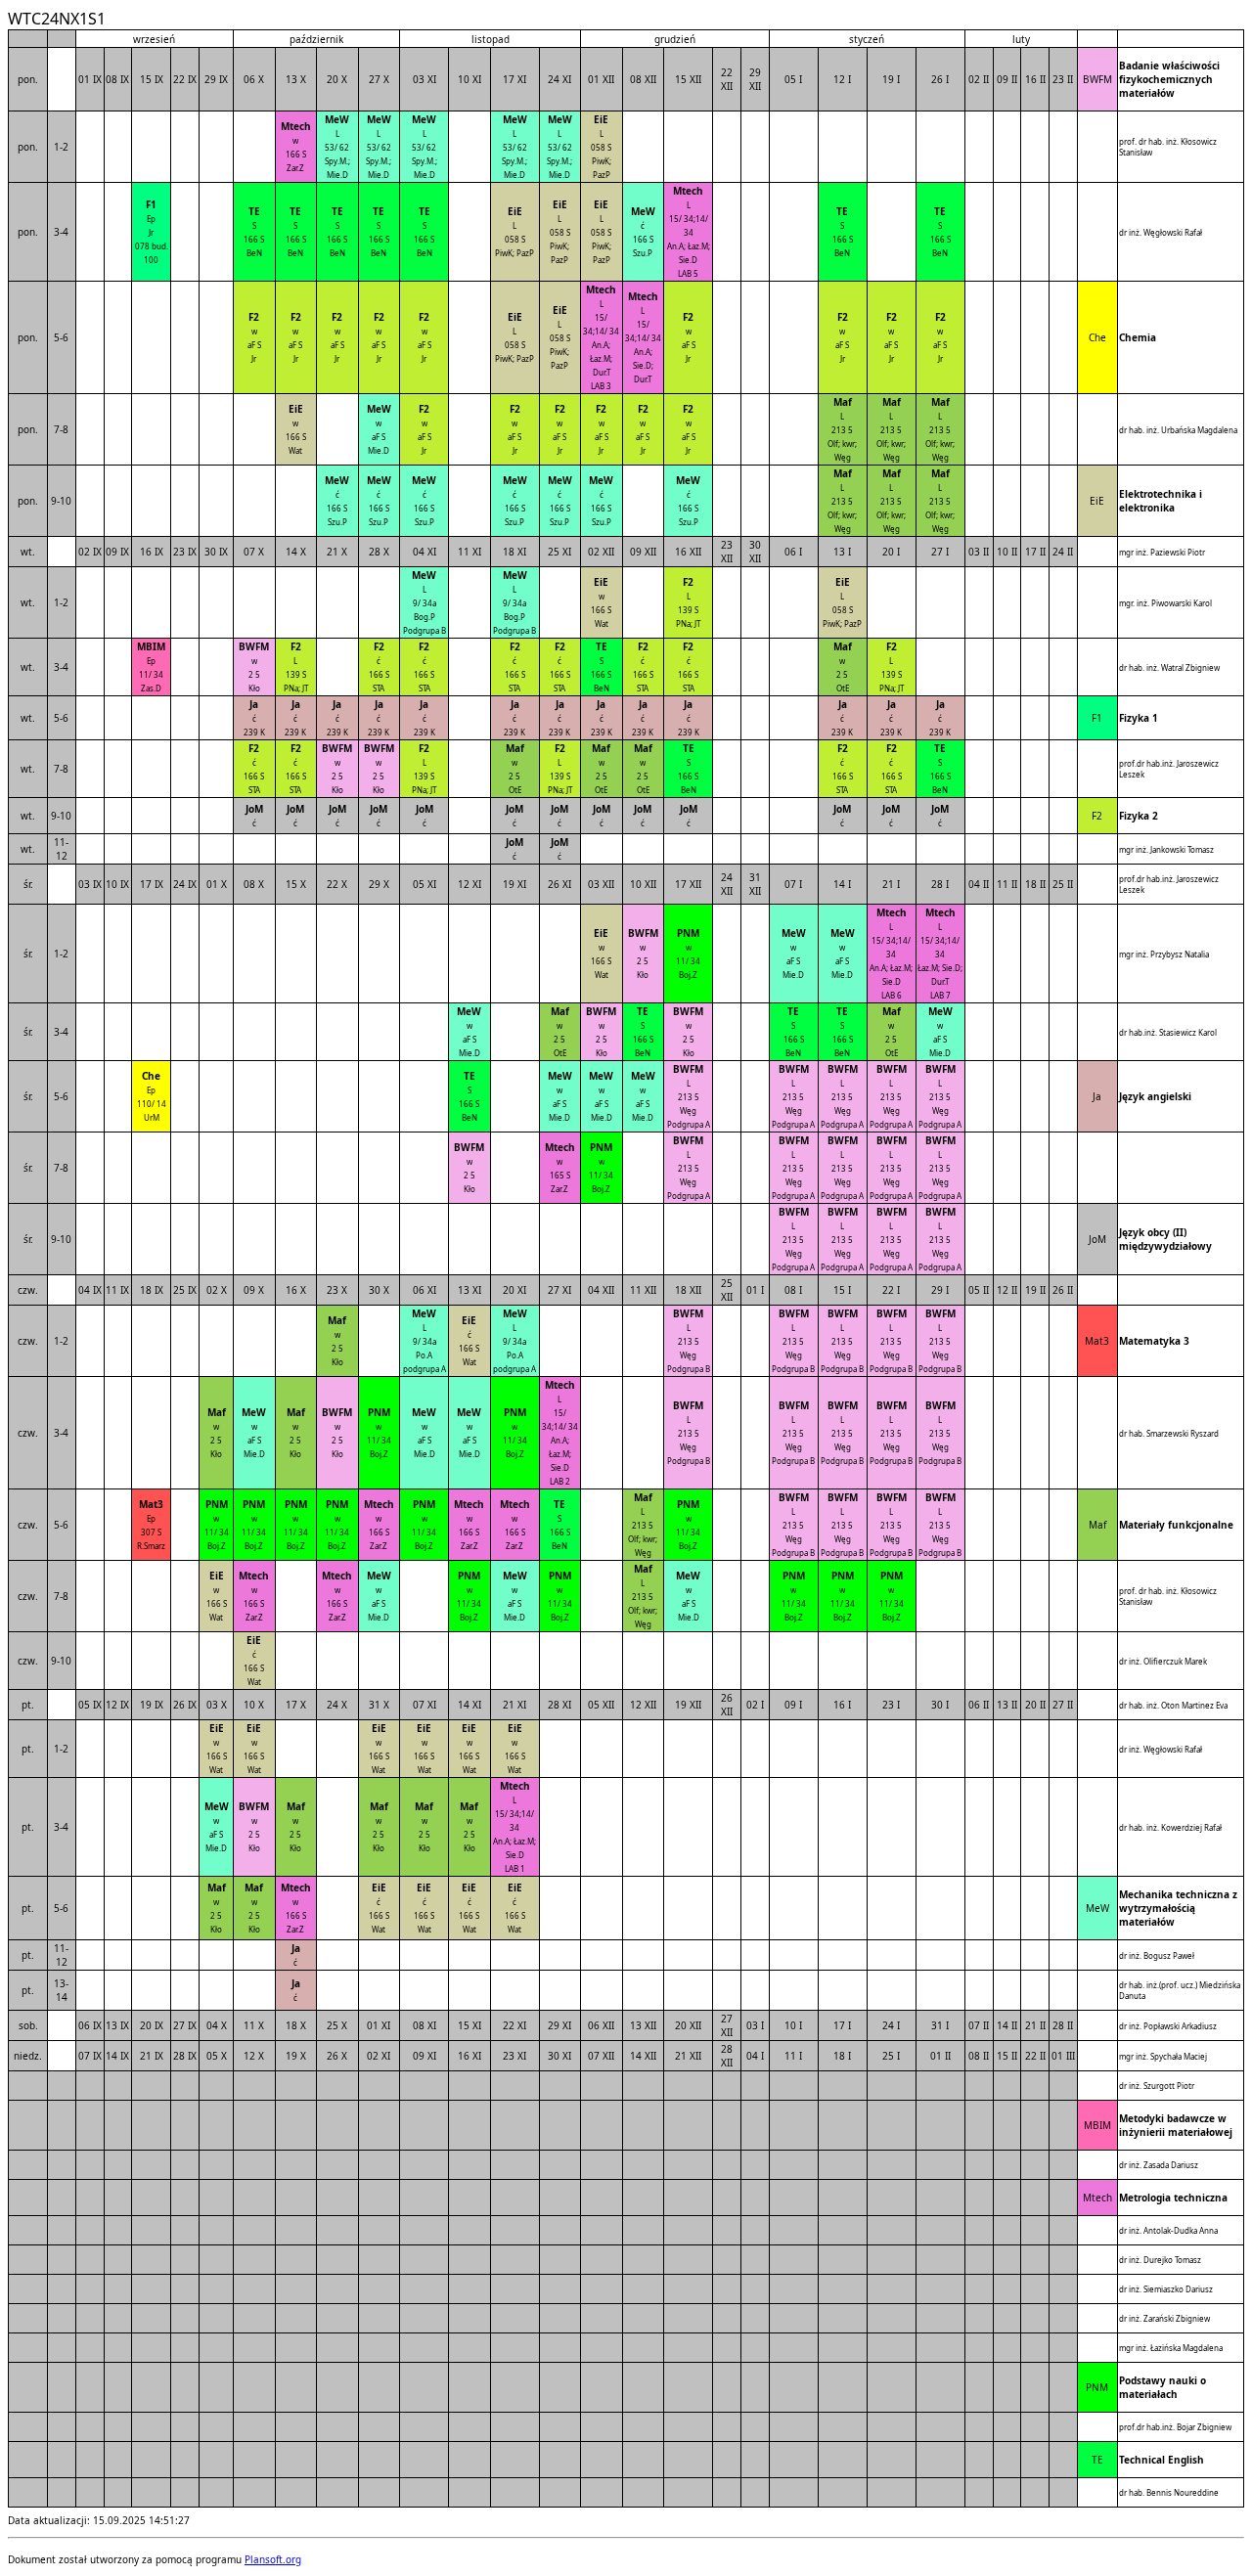 WTC24NX1S1
wrzesień październik listopad grudzień styczeń luty
pon. 01 IX 08 IX 15 IX 22 IX 29 IX 06 X 13 X 20 X 27 X 03 XI 10 XI 17 XI 24 XI 01 XII 08 XII 15 XII 22 XII 29 XII 05 I 12 I 19 I 26 I 02 II 09 II 16 II 23 II BWFM Badanie właściwości fizykochemicznych materiałów
pon. 1-2 Mtech w 166 S Zar.Z MeW L 53/ 62 Spy.M.; Mie.D MeW L 53/ 62 Spy.M.; Mie.D MeW L 53/ 62 Spy.M.; Mie.D MeW L 53/ 62 Spy.M.; Mie.D MeW L 53/ 62 Spy.M.; Mie.D EiE L 058 S PiwK; PazP prof. dr hab. inż. Kłosowicz Stanisław
pon. 3-4 F1 Ep Jr 078 bud. 100 TE S 166 S BeN TE S 166 S BeN TE S 166 S BeN TE S 166 S BeN TE S 166 S BeN EiE L 058 S PiwK; PazP EiE L 058 S PiwK; PazP EiE L 058 S PiwK; PazP MeW ć 166 S Szu.P Mtech L 15/ 34;14/ 34 An.A; Łaz.M; Sie.D LAB 5 TE S 166 S BeN TE S 166 S BeN dr inż. Węgłowski Rafał
pon. 5-6 F2 w aF S Jr F2 w aF S Jr F2 w aF S Jr F2 w aF S Jr F2 w aF S Jr EiE L 058 S PiwK; PazP EiE L 058 S PiwK; PazP Mtech L 15/ 34;14/ 34 An.A; Łaz.M; Dur.T LAB 3 Mtech L 15/ 34;14/ 34 An.A; Sie.D; Dur.T F2 w aF S Jr F2 w aF S Jr F2 w aF S Jr F2 w aF S Jr Che Chemia
pon. 7-8 EiE w 166 S Wat MeW w aF S Mie.D F2 w aF S Jr F2 w aF S Jr F2 w aF S Jr F2 w aF S Jr F2 w aF S Jr F2 w aF S Jr Maf L 213 5 Olf; kwr; Węg Maf L 213 5 Olf; kwr; Węg Maf L 213 5 Olf; kwr; Węg dr hab. inż. Urbańska Magdalena
pon. 9-10 MeW ć 166 S Szu.P MeW ć 166 S Szu.P MeW ć 166 S Szu.P MeW ć 166 S Szu.P MeW ć 166 S Szu.P MeW ć 166 S Szu.P MeW ć 166 S Szu.P Maf L 213 5 Olf; kwr; Węg Maf L 213 5 Olf; kwr; Węg Maf L 213 5 Olf; kwr; Węg EiE Elektrotechnika i elektronika
wt. 02 IX 09 IX 16 IX 23 IX 30 IX 07 X 14 X 21 X 28 X 04 XI 11 XI 18 XI 25 XI 02 XII 09 XII 16 XII 23 XII 30 XII 06 I 13 I 20 I 27 I 03 II 10 II 17 II 24 II mgr inż. Paziewski Piotr
wt. 1-2 MeW L 9/ 34a Bog.P Podgrupa B MeW L 9/ 34a Bog.P Podgrupa B EiE w 166 S Wat F2 L 139 S PNa; JT EiE L 058 S PiwK; PazP mgr. inż. Piwowarski Karol
wt. 3-4 MBIM Ep 11/ 34 Zas.D BWFM w 2 5 Kło F2 L 139 S PNa; JT F2 ć 166 S STA F2 ć 166 S STA F2 ć 166 S STA F2 ć 166 S STA TE S 166 S BeN F2 ć 166 S STA F2 ć 166 S STA Maf w 2 5 OtE F2 L 139 S PNa; JT dr hab. inż. Watral Zbigniew
wt. 5-6 Ja ć 239 K Ja ć 239 K Ja ć 239 K Ja ć 239 K Ja ć 239 K Ja ć 239 K Ja ć 239 K Ja ć 239 K Ja ć 239 K Ja ć 239 K Ja ć 239 K Ja ć 239 K Ja ć 239 K F1 Fizyka 1
wt. 7-8 F2 ć 166 S STA F2 ć 166 S STA BWFM w 2 5 Kło BWFM w 2 5 Kło F2 L 139 S PNa; JT Maf w 2 5 OtE F2 L 139 S PNa; JT Maf w 2 5 OtE Maf w 2 5 OtE TE S 166 S BeN F2 ć 166 S STA F2 ć 166 S STA TE S 166 S BeN prof.dr hab.inż. Jaroszewicz Leszek
wt. 9-10 JoM ć JoM ć JoM ć JoM ć JoM ć JoM ć JoM ć JoM ć JoM ć JoM ć JoM ć JoM ć JoM ć F2 Fizyka 2
wt. 11-12 JoM ć JoM ć mgr inż. Jankowski Tomasz
śr. 03 IX 10 IX 17 IX 24 IX 01 X 08 X 15 X 22 X 29 X 05 XI 12 XI 19 XI 26 XI 03 XII 10 XII 17 XII 24 XII 31 XII 07 I 14 I 21 I 28 I 04 II 11 II 18 II 25 II prof.dr hab.inż. Jaroszewicz Leszek
śr. 1-2 EiE w 166 S Wat BWFM w 2 5 Kło PNM w 11/ 34 Boj.Z MeW w aF S Mie.D MeW w aF S Mie.D Mtech L 15/ 34;14/ 34 An.A; Łaz.M; Sie.D LAB 6 Mtech L 15/ 34;14/ 34 Łaz.M; Sie.D; Dur.T LAB 7 mgr inż. Przybysz Natalia
śr. 3-4 MeW w aF S Mie.D Maf w 2 5 OtE BWFM w 2 5 Kło TE S 166 S BeN BWFM w 2 5 Kło TE S 166 S BeN TE S 166 S BeN Maf w 2 5 OtE MeW w aF S Mie.D dr hab.inż. Stasiewicz Karol
śr. 5-6 Che Ep 110/ 14 UrM TE S 166 S BeN MeW w aF S Mie.D MeW w aF S Mie.D MeW w aF S Mie.D BWFM L 213 5 Węg Podgrupa A BWFM L 213 5 Węg Podgrupa A BWFM L 213 5 Węg Podgrupa A BWFM L 213 5 Węg Podgrupa A BWFM L 213 5 Węg Podgrupa A Ja Język angielski
śr. 7-8 BWFM w 2 5 Kło Mtech w 165 S Zar.Z PNM w 11/ 34 Boj.Z BWFM L 213 5 Węg Podgrupa A BWFM L 213 5 Węg Podgrupa A BWFM L 213 5 Węg Podgrupa A BWFM L 213 5 Węg Podgrupa A BWFM L 213 5 Węg Podgrupa A
śr. 9-10 BWFM L 213 5 Węg Podgrupa A BWFM L 213 5 Węg Podgrupa A BWFM L 213 5 Węg Podgrupa A BWFM L 213 5 Węg Podgrupa A JoM Język obcy (II) międzywydziałowy
czw. 04 IX 11 IX 18 IX 25 IX 02 X 09 X 16 X 23 X 30 X 06 XI 13 XI 20 XI 27 XI 04 XII 11 XII 18 XII 25 XII 01 I 08 I 15 I 22 I 29 I 05 II 12 II 19 II 26 II
czw. 1-2 Maf w 2 5 Kło MeW L 9/ 34a Po.A podgrupa A EiE ć 166 S Wat MeW L 9/ 34a Po.A podgrupa A BWFM L 213 5 Węg Podgrupa B BWFM L 213 5 Węg Podgrupa B BWFM L 213 5 Węg Podgrupa B BWFM L 213 5 Węg Podgrupa B BWFM L 213 5 Węg Podgrupa B Mat3 Matematyka 3
czw. 3-4 Maf w 2 5 Kło MeW w aF S Mie.D Maf w 2 5 Kło BWFM w 2 5 Kło PNM w 11/ 34 Boj.Z MeW w aF S Mie.D MeW w aF S Mie.D PNM w 11/ 34 Boj.Z Mtech L 15/ 34;14/ 34 An.A; Łaz.M; Sie.D LAB 2 BWFM L 213 5 Węg Podgrupa B BWFM L 213 5 Węg Podgrupa B BWFM L 213 5 Węg Podgrupa B BWFM L 213 5 Węg Podgrupa B BWFM L 213 5 Węg Podgrupa B dr hab. Smarzewski Ryszard
czw. 5-6 Mat3 Ep 307 S R.Smarz PNM w 11/ 34 Boj.Z PNM w 11/ 34 Boj.Z PNM w 11/ 34 Boj.Z PNM w 11/ 34 Boj.Z Mtech w 166 S Zar.Z PNM w 11/ 34 Boj.Z Mtech w 166 S Zar.Z Mtech w 166 S Zar.Z TE S 166 S BeN Maf L 213 5 Olf; kwr; Węg PNM w 11/ 34 Boj.Z BWFM L 213 5 Węg Podgrupa B BWFM L 213 5 Węg Podgrupa B BWFM L 213 5 Węg Podgrupa B BWFM L 213 5 Węg Podgrupa B Maf Materiały funkcjonalne
czw. 7-8 EiE w 166 S Wat Mtech w 166 S Zar.Z Mtech w 166 S Zar.Z MeW w aF S Mie.D PNM w 11/ 34 Boj.Z MeW w aF S Mie.D PNM w 11/ 34 Boj.Z Maf L 213 5 Olf; kwr; Węg MeW w aF S Mie.D PNM w 11/ 34 Boj.Z PNM w 11/ 34 Boj.Z PNM w 11/ 34 Boj.Z prof. dr hab. inż. Kłosowicz Stanisław
czw. 9-10 EiE ć 166 S Wat dr inż. Olifierczuk Marek
pt. 05 IX 12 IX 19 IX 26 IX 03 X 10 X 17 X 24 X 31 X 07 XI 14 XI 21 XI 28 XI 05 XII 12 XII 19 XII 26 XII 02 I 09 I 16 I 23 I 30 I 06 II 13 II 20 II 27 II dr hab. inż. Oton Martinez Eva
pt. 1-2 EiE w 166 S Wat EiE w 166 S Wat EiE w 166 S Wat EiE w 166 S Wat EiE w 166 S Wat EiE w 166 S Wat dr inż. Węgłowski Rafał
pt. 3-4 MeW w aF S Mie.D BWFM w 2 5 Kło Maf w 2 5 Kło Maf w 2 5 Kło Maf w 2 5 Kło Maf w 2 5 Kło Mtech L 15/ 34;14/ 34 An.A; Łaz.M; Sie.D LAB 1 dr hab. inż. Kowerdziej Rafał
pt. 5-6 Maf w 2 5 Kło Maf w 2 5 Kło Mtech w 166 S Zar.Z EiE ć 166 S Wat EiE ć 166 S Wat EiE ć 166 S Wat EiE ć 166 S Wat MeW Mechanika techniczna z wytrzymałością materiałów
pt. 11-12 Ja ć dr inż. Bogusz Paweł
pt. 13-14 Ja ć dr hab. inż.(prof. ucz.) Miedzińska Danuta
sob. 06 IX 13 IX 20 IX 27 IX 04 X 11 X 18 X 25 X 01 XI 08 XI 15 XI 22 XI 29 XI 06 XII 13 XII 20 XII 27 XII 03 I 10 I 17 I 24 I 31 I 07 II 14 II 21 II 28 II dr inż. Popławski Arkadiusz
niedz. 07 IX 14 IX 21 IX 28 IX 05 X 12 X 19 X 26 X 02 XI 09 XI 16 XI 23 XI 30 XI 07 XII 14 XII 21 XII 28 XII 04 I 11 I 18 I 25 I 01 II 08 II 15 II 22 II 01 III mgr inż. Spychała Maciej
dr inż. Szurgott Piotr
MBIM Metodyki badawcze w inżynierii materiałowej
dr inż. Zasada Dariusz
Mtech Metrologia techniczna
dr inż. Antolak-Dudka Anna
dr inż. Durejko Tomasz
dr inż. Siemiaszko Dariusz
dr inż. Zarański Zbigniew
mgr inż. Łazińska Magdalena
PNM Podstawy nauki o materiałach
prof.dr hab.inż. Bojar Zbigniew
TE Technical English
dr hab. Bennis Noureddine
Data aktualizacji: 15.09.2025 14:51:27
Dokument został utworzony za pomocą programu Plansoft.org